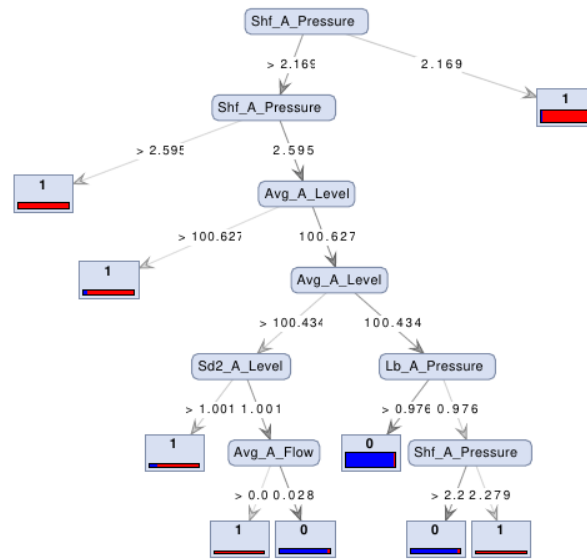 Shf_A_Pressure
> 2.169 2.169
Shf_A_Pressure 1
> 2.595 2.595
1 Avg_A_Level
> 100.627 100.627
1 Avg_A_Level
> 100.434 100.434
Sd2_A_Level Lb_A_Pressure
> 1.001 1.001 > 0.976 0.976
1 Avg_A_Flow 0 Shf_A_Pressure
> 0.0 0.028 > 2.2 2.279
1 0 0 1